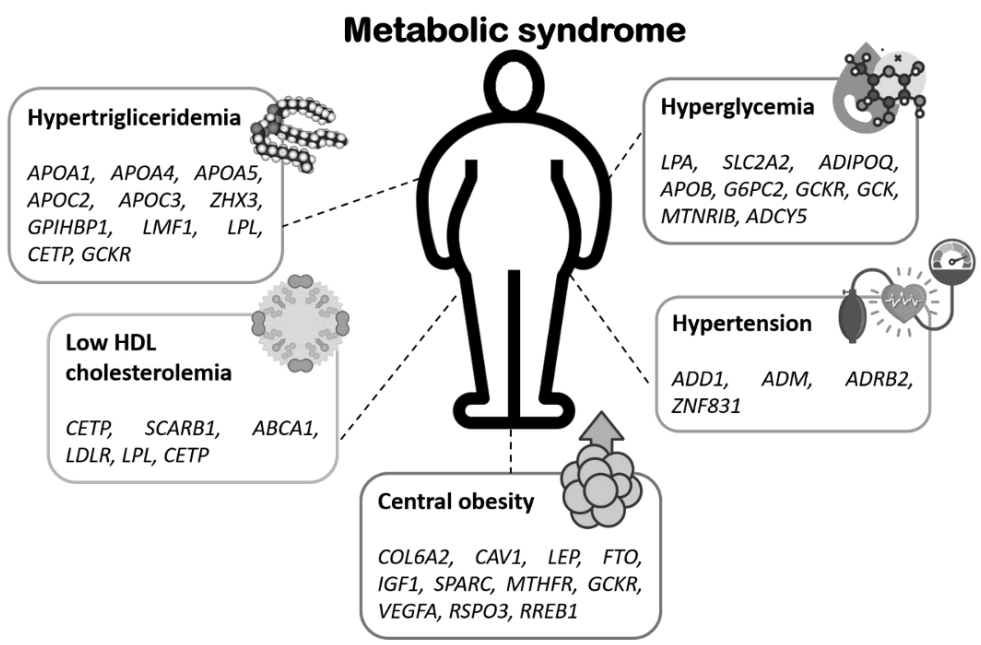 Metabolic syndrome
Hypertrigliceridemia
APOA1, APOA4, APOA5,
APOC2, APOC3, ZHX3,
GPIHBP1, LMF1, LPL,
CETP, GCKR
Hyperglycemia
LPA, SLC2A2, ADIPOQ,
APOB, G6PC2, GCKR, GCK,
MTNRIB, ADCY5
Low HDL
cholesterolemia
CETP, SCARB1, ABCA1,
LDLR, LPL, CETP
Hypertension
ADD1, ADM, ADRB2,
ZNF831
Central obesity
COL6A2, CAV1, LEP, FTO,
IGF1, SPARC, MTHFR, GCKR,
VEGFA, RSPO3, RREB1